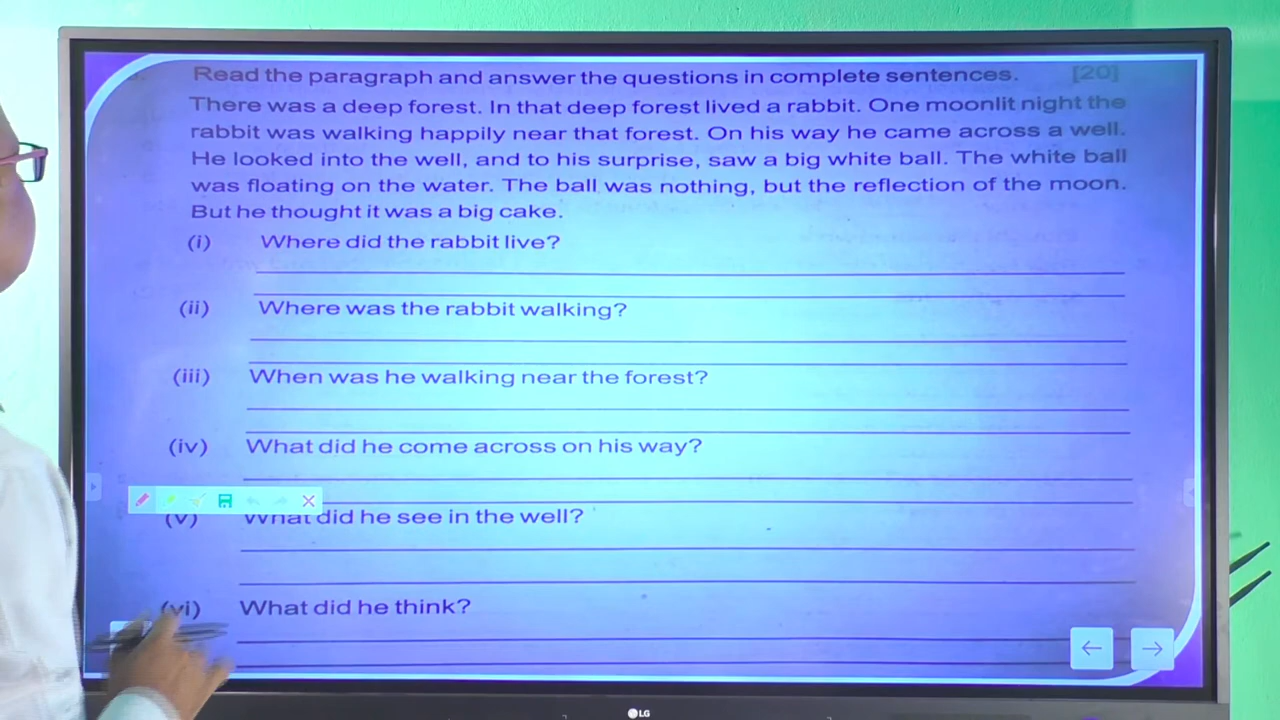 Read the paragraph and answer the questions in complete sentences. [20]
There was a deep forest. In that deep forest lived a rabbit. One moonlit night the
rabbit was walking happily near that forest. On his way he came across a well.
He looked into the well, and to his surprise, saw a big white ball. The white ball
was floating on the water. The ball was nothing, but the reflection of the moon.
But he thought it was a big cake.
(i) Where did the rabbit live?
(ii) Where was the rabbit walking?
(iii) When was he walking near the forest?
(iv) What did he come across on his way?
(v) What did he see in the well?
(vi) What did he think?
LG